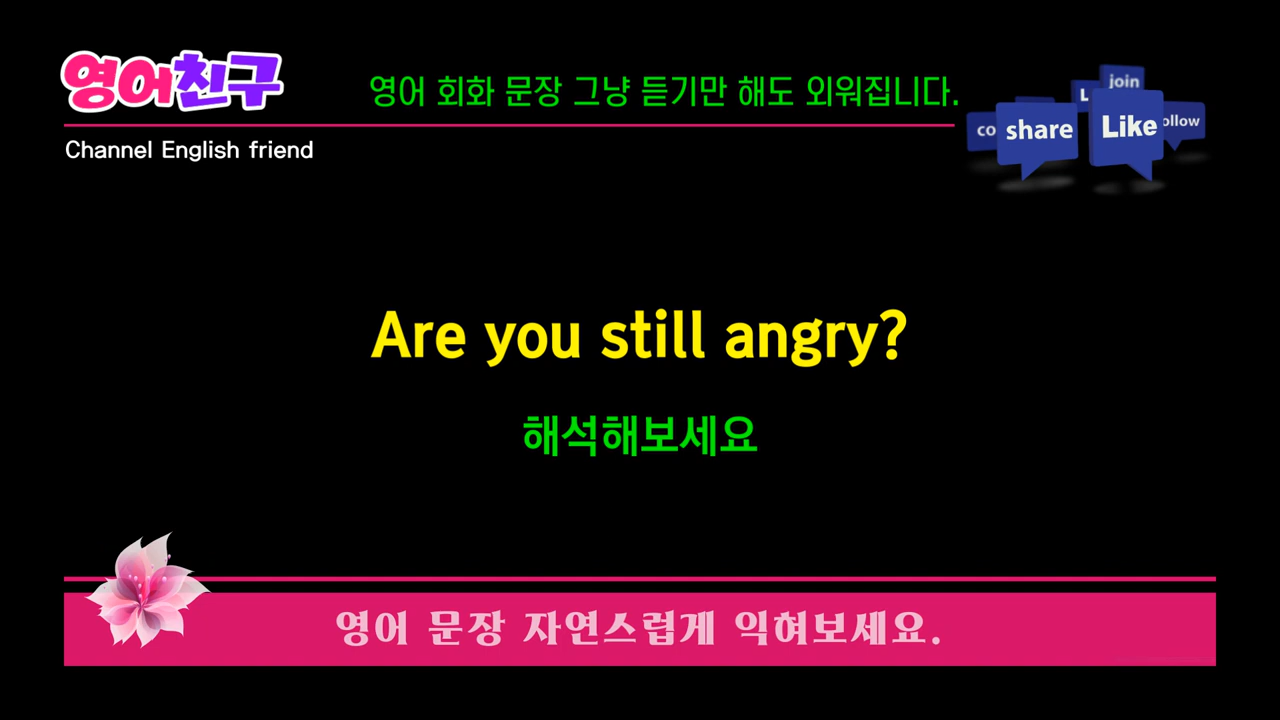 영어친구
영어 회화 문장 그냥 듣기만 해도 외워집니다.
Channel English friend
join
share
Like
Are you still angry?
해석해보세요
영어 문장 자연스럽게 익혀보세요.